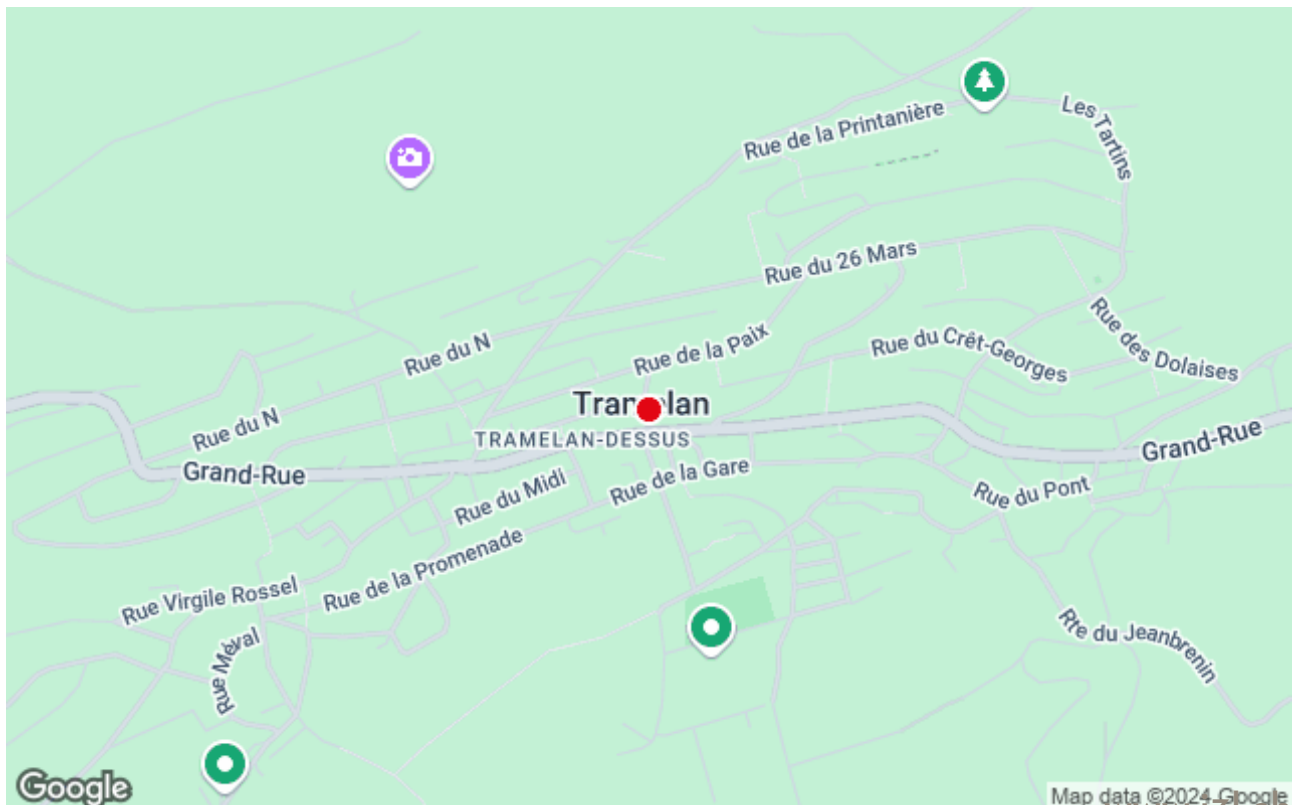 Rue de la Printanière
Les Tartins
Rue du 26 Mars
Rue du N
Rue de la Paix
Rue du Crêt-Georges
Rue des Dolaises
Tramelan
Rue du N
TRAMELAN-DESSUS
Grand-Rue
Grand-Rue
Rue du Midi
Rue de la Gare
Rue du Pont
Rue de la Promenade
Rue Virgile Rossel
Rue Méval
Rte du Jeanbrenin
Google
Map data ©2024 Google